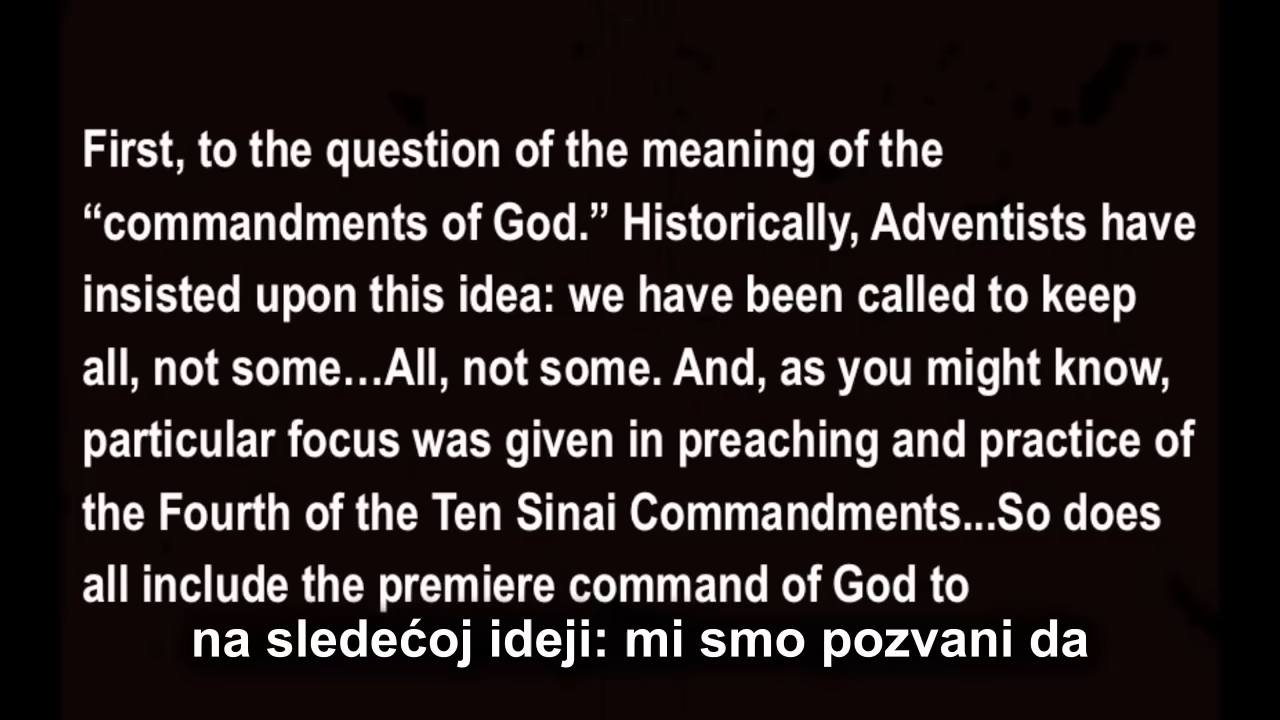 First, to the question of the meaning of the
“commandments of God.” Historically, Adventists have
insisted upon this idea: we have been called to keep
all, not some…All, not some. And, as you might know,
particular focus was given in preaching and practice of
the Fourth of the Ten Sinai Commandments...So does
all include the premiere command of God to
na sledećoj ideji: mi smo pozvani da